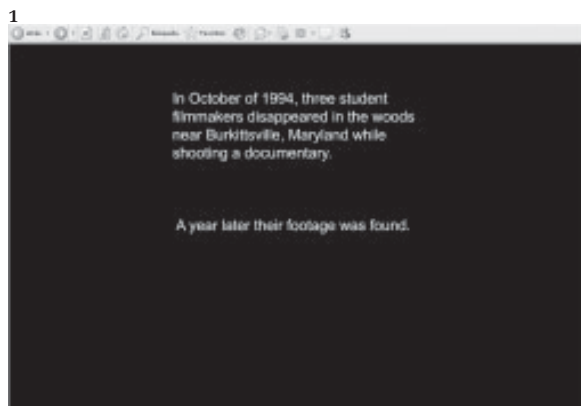 1
In October of 1994, three student
filmmakers disappeared in the woods
near Burkittsville, Maryland while
shooting a documentary.
A year later their footage was found.